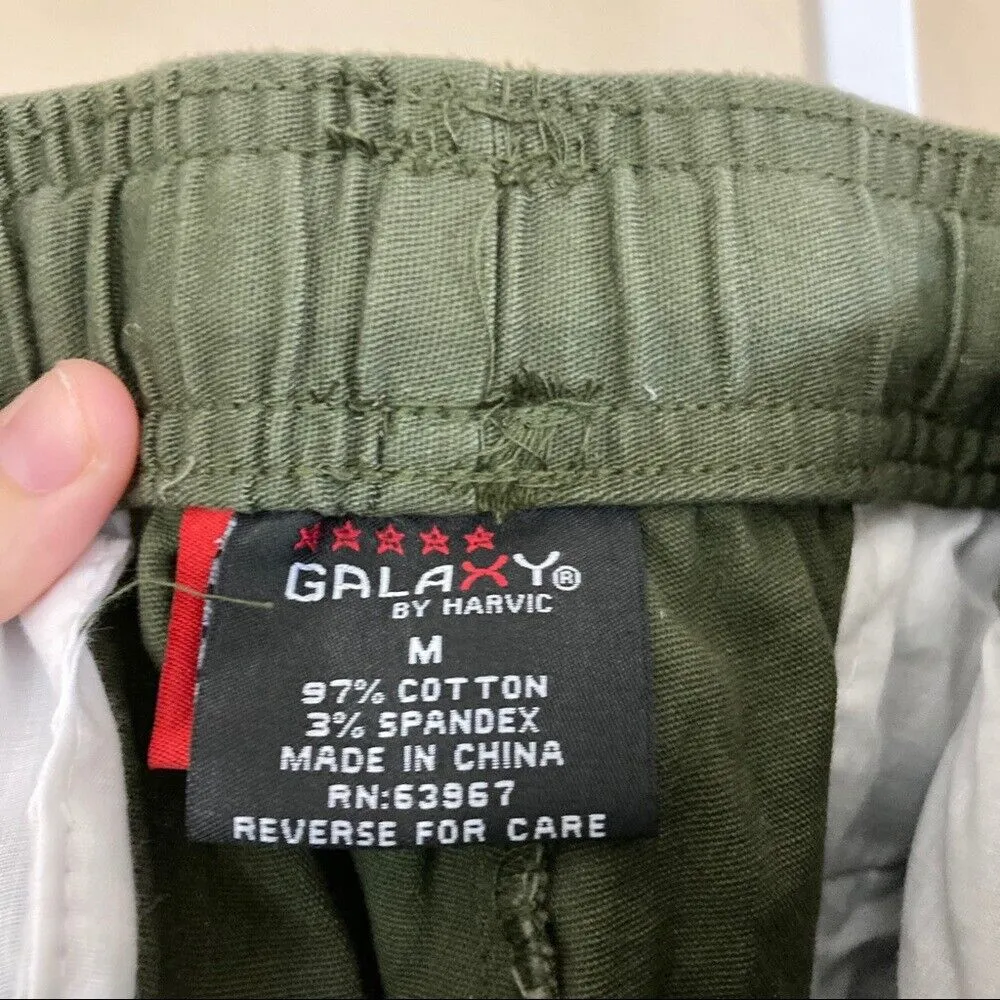 GALAXY®
BY HARVIC
M
97% COTTON
3% SPANDEX
MADE IN CHINA
RN:63967
REVERSE FOR CARE